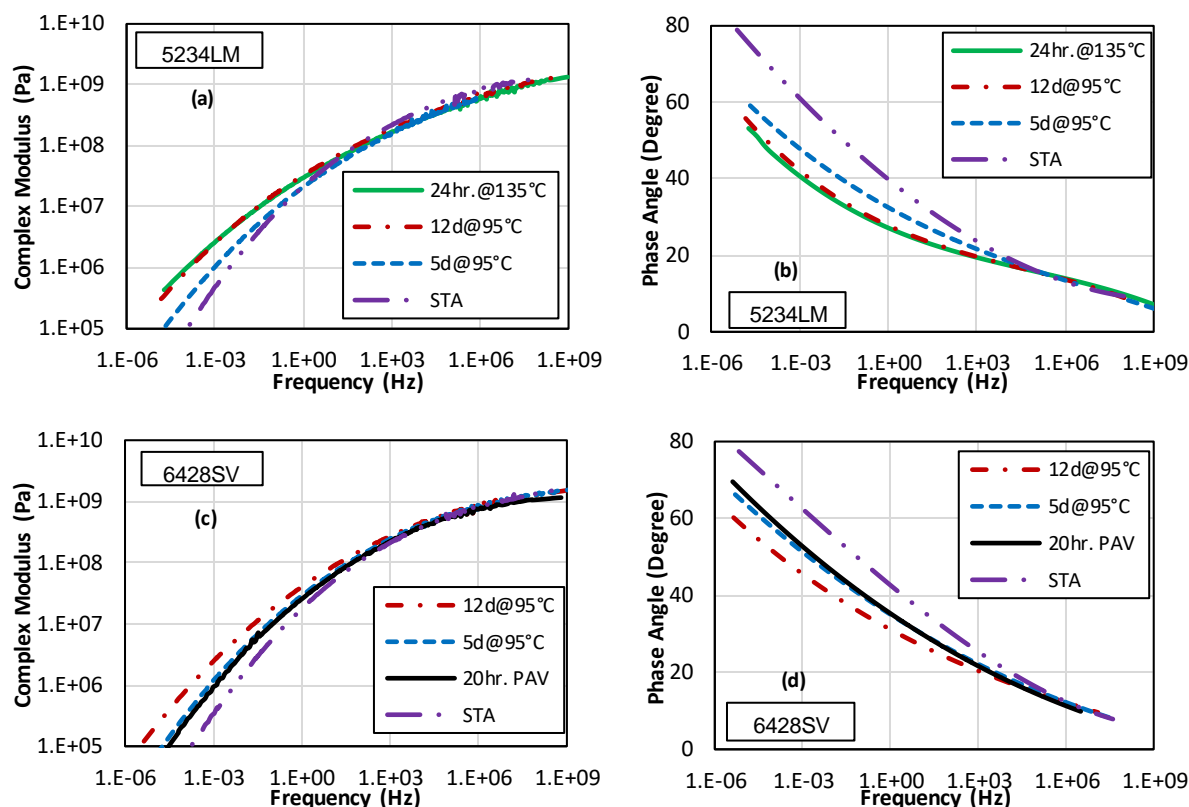 1.E+10
1.E+09
1.E+08
1.E+07
1.E+06
1.E+05
Complex Modulus (Pa)
5234LM
(a)
24hr.@135°C
12d@95°C
5d@95°C
STA
1.E-06 1.E-03 1.E+00 1.E+03 1.E+06 1.E+09
Frequency (Hz)
80
60
40
20
0
Phase Angle (Degree)
24hr.@135°C
12d@95°C
5d@95°C
STA
(b)
5234LM
1.E-06 1.E-03 1.E+00 1.E+03 1.E+06 1.E+09
Frequency (Hz)
1.E+10
1.E+09
1.E+08
1.E+07
1.E+06
1.E+05
Complex Modulus (Pa)
6428SV
(c)
12d@95°C
5d@95°C
20hr. PAV
STA
1.E-06 1.E-03 1.E+00 1.E+03 1.E+06 1.E+09
Frequency (Hz)
80
60
40
20
0
Phase Angle (Degree)
12d@95°C
5d@95°C
20hr. PAV
STA
(d)
6428SV
1.E-06 1.E-03 1.E+00 1.E+03 1.E+06 1.E+09
Frequency (Hz)